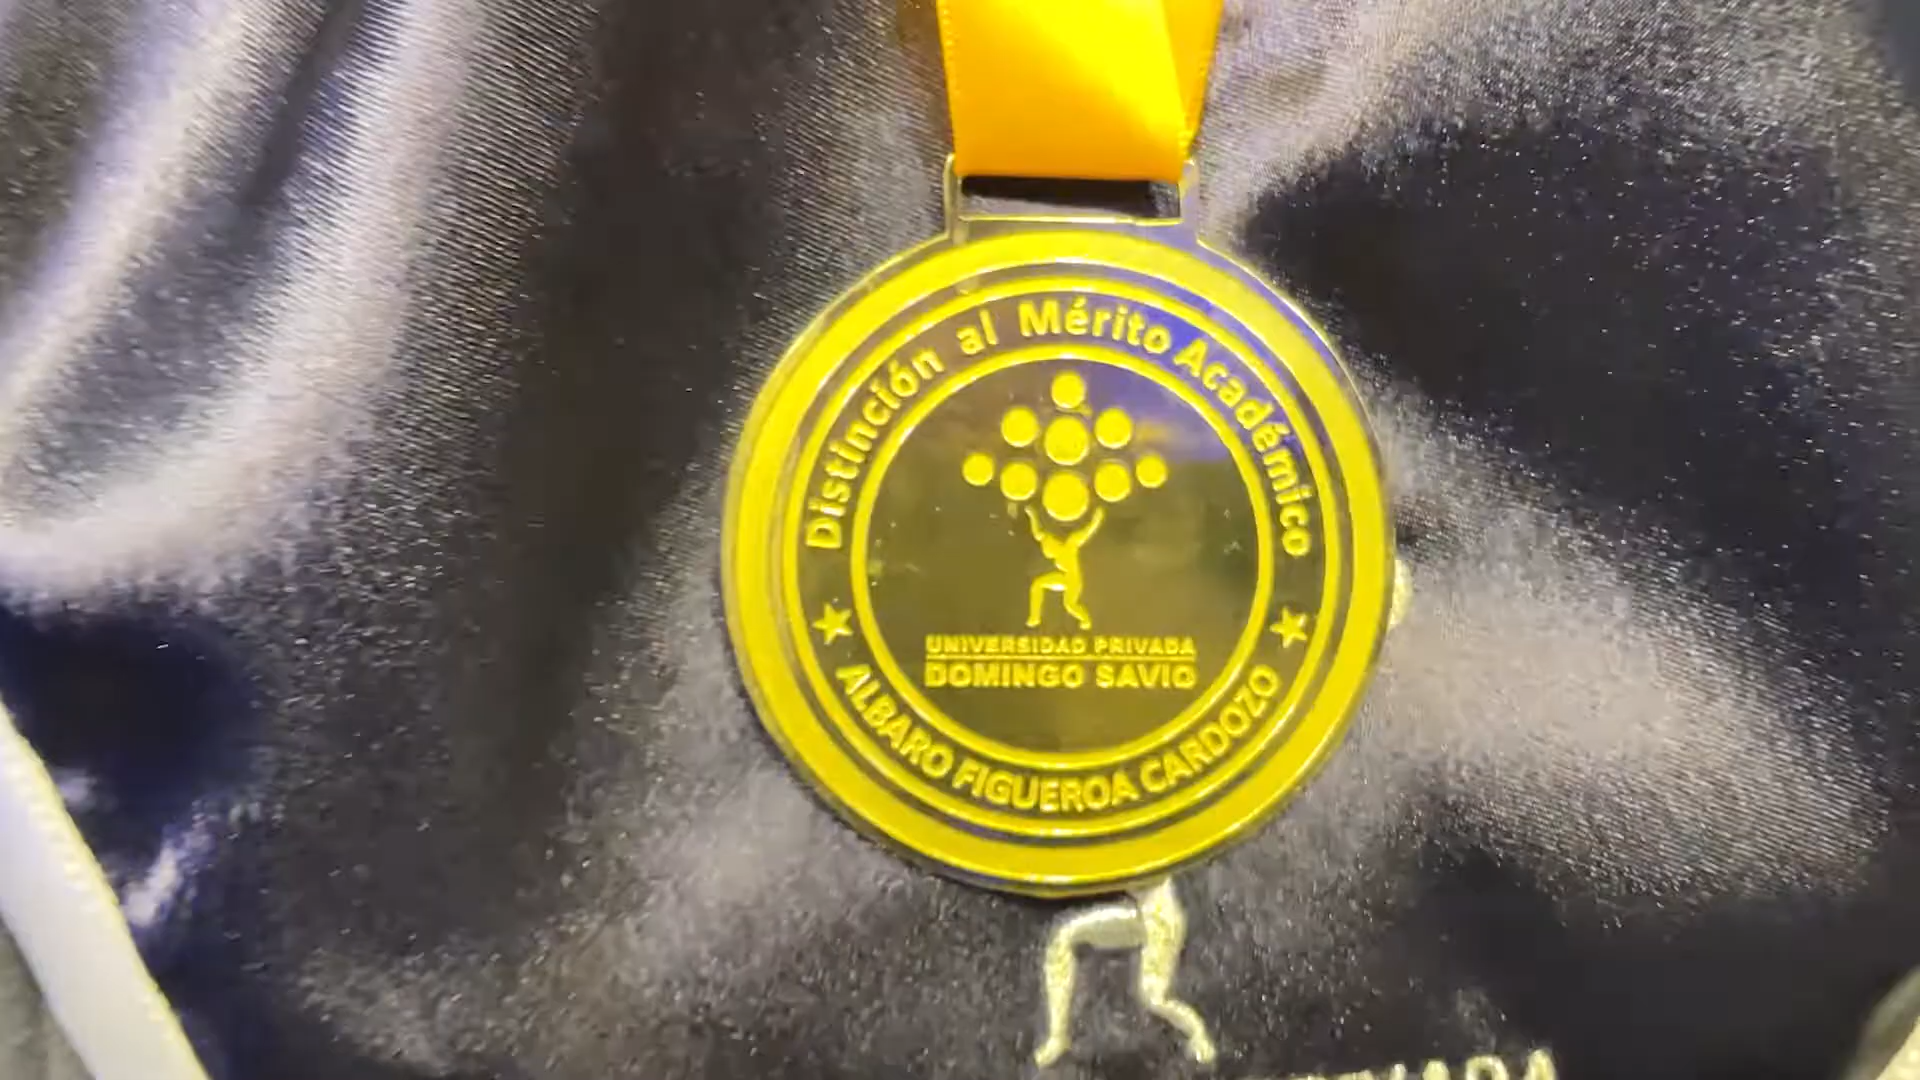 Distinción al Mérito Académico
UNIVERSIDAD PRIVADA
DOMINGO SAVIO
ALBARO FIGUEROA CARDOZO